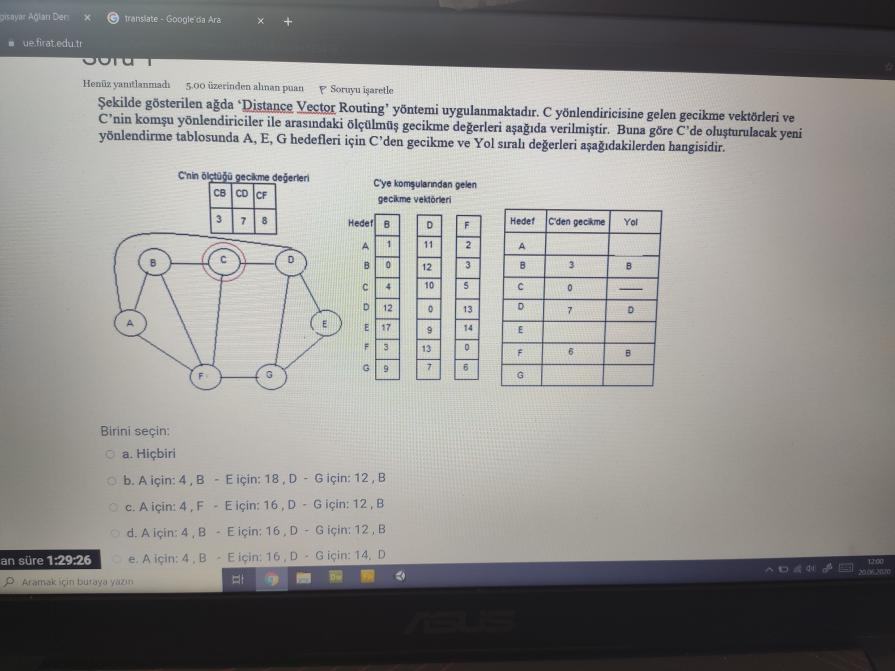 gisayar Ağları Der
translate - Google'da Ara
ue.firat.edu.tr
Soru 1
Henüz yanıtlanmadı 5.00 üzerinden alınan puan Soruyu işaretle
Şekilde gösterilen ağda 'Distance Vector Routing' yöntemi uygulanmaktadır. C yönlendiricisine gelen gecikme vektörleri ve
C'nin komşu yönlendiriciler ile arasındaki ölçülmüş gecikme değerleri aşağıda verilmiştir. Buna göre C'de oluşturulacak yeni
yönlendirme tablosunda A, E, G hedefleri için C'den gecikme ve Yol sıralı değerleri aşağıdakilerden hangisidir.
C'nin ölçtüğü gecikme değerleri
CB CD CF
3 7 8
C'ye komşularından gelen
gecikme vektörleri
Hedef B D F
A 1 11 2
B 0 12 3
C 4 10 5
D 12 0 13
E 17 9 14
F 3 13 0
G 9 7 6
Hedef C'den gecikme Yol
A
B 3 B
C 0
D 7 D
E
F 6 B
G
B C D
A E
F G
Birini seçin:
a. Hiçbiri
b. A için: 4 , B - E için: 18 , D - G için: 12 , B
c. A için: 4 , F - E için: 16 , D - G için: 12 , B
d. A için: 4 , B - E için: 16 , D - G için: 12 , B
e. A için: 4 , B - E için: 16 , D - G için: 14, D
an süre 1:29:26
Aramak için buraya yazın
12:00
20.06.2020
ASUS